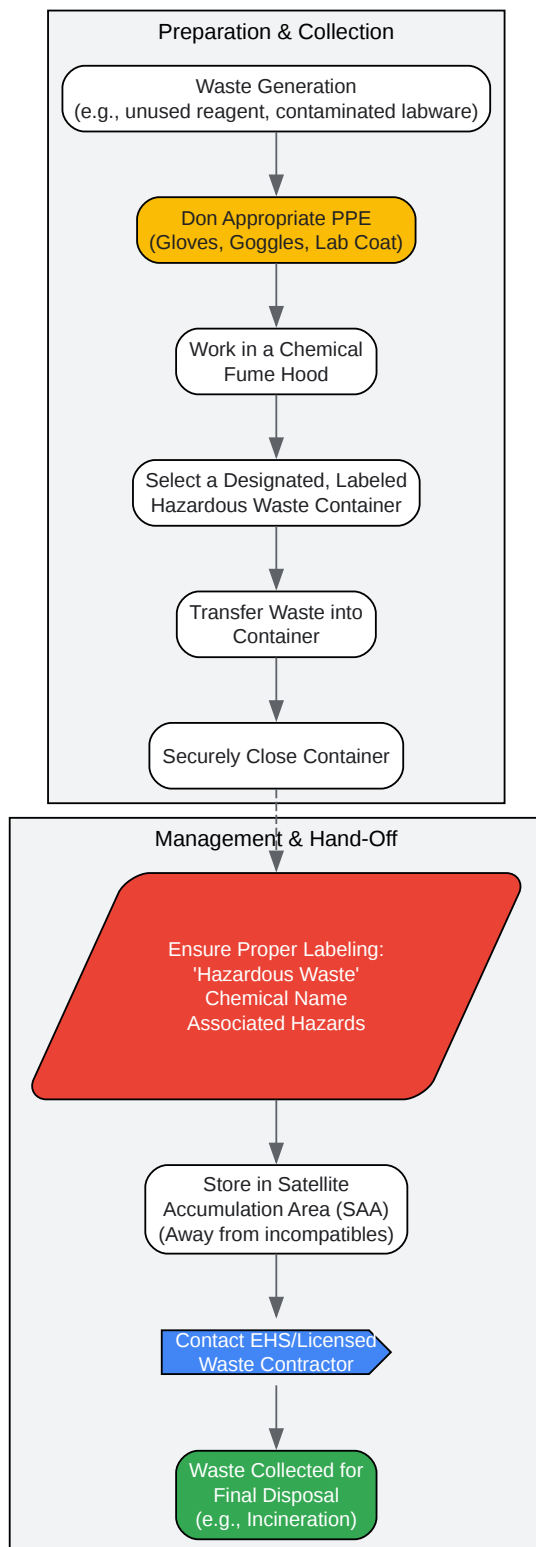 Preparation & Collection
Waste Generation
(e.g., unused reagent, contaminated labware)
Don Appropriate PPE
(Gloves, Goggles, Lab Coat)
Work in a Chemical
Fume Hood
Select a Designated, Labeled
Hazardous Waste Container
Transfer Waste into
Container
Securely Close Container
Management & Hand-Off
Ensure Proper Labeling:
'Hazardous Waste'
Chemical Name
Associated Hazards
Store in Satellite
Accumulation Area (SAA)
(Away from incompatibles)
Contact EHS/Licensed
Waste Contractor
Waste Collected for
Final Disposal
(e.g., Incineration)